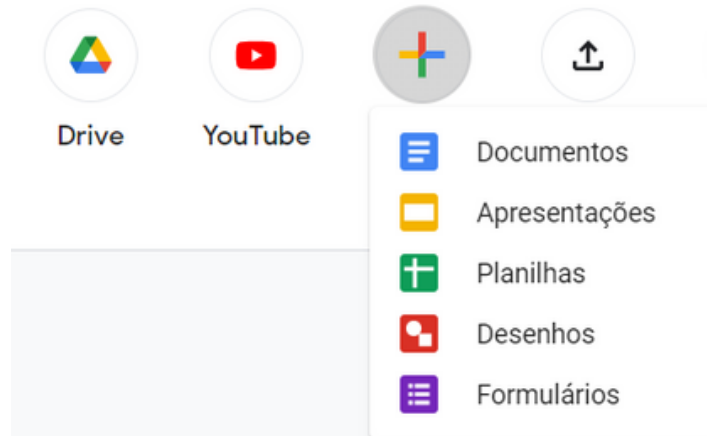 Drive
YouTube
Documentos
Apresentações
Planilhas
Desenhos
Formulários